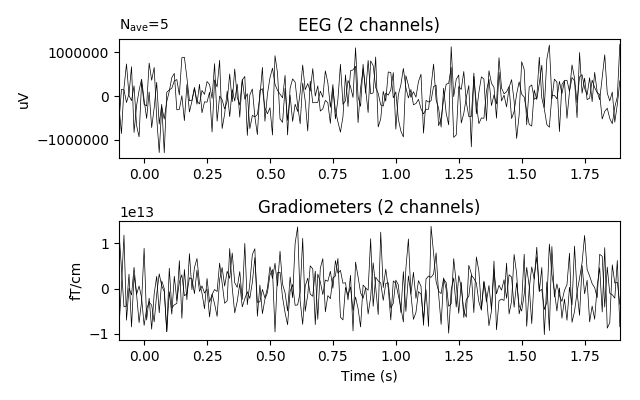 N_ave=5
EEG (2 channels)
1000000
0
−1000000
uV
0.00 0.25 0.50 0.75 1.00 1.25 1.50 1.75
1e13
Gradiometers (2 channels)
1
0
−1
fT/cm
0.00 0.25 0.50 0.75 1.00 1.25 1.50 1.75
Time (s)